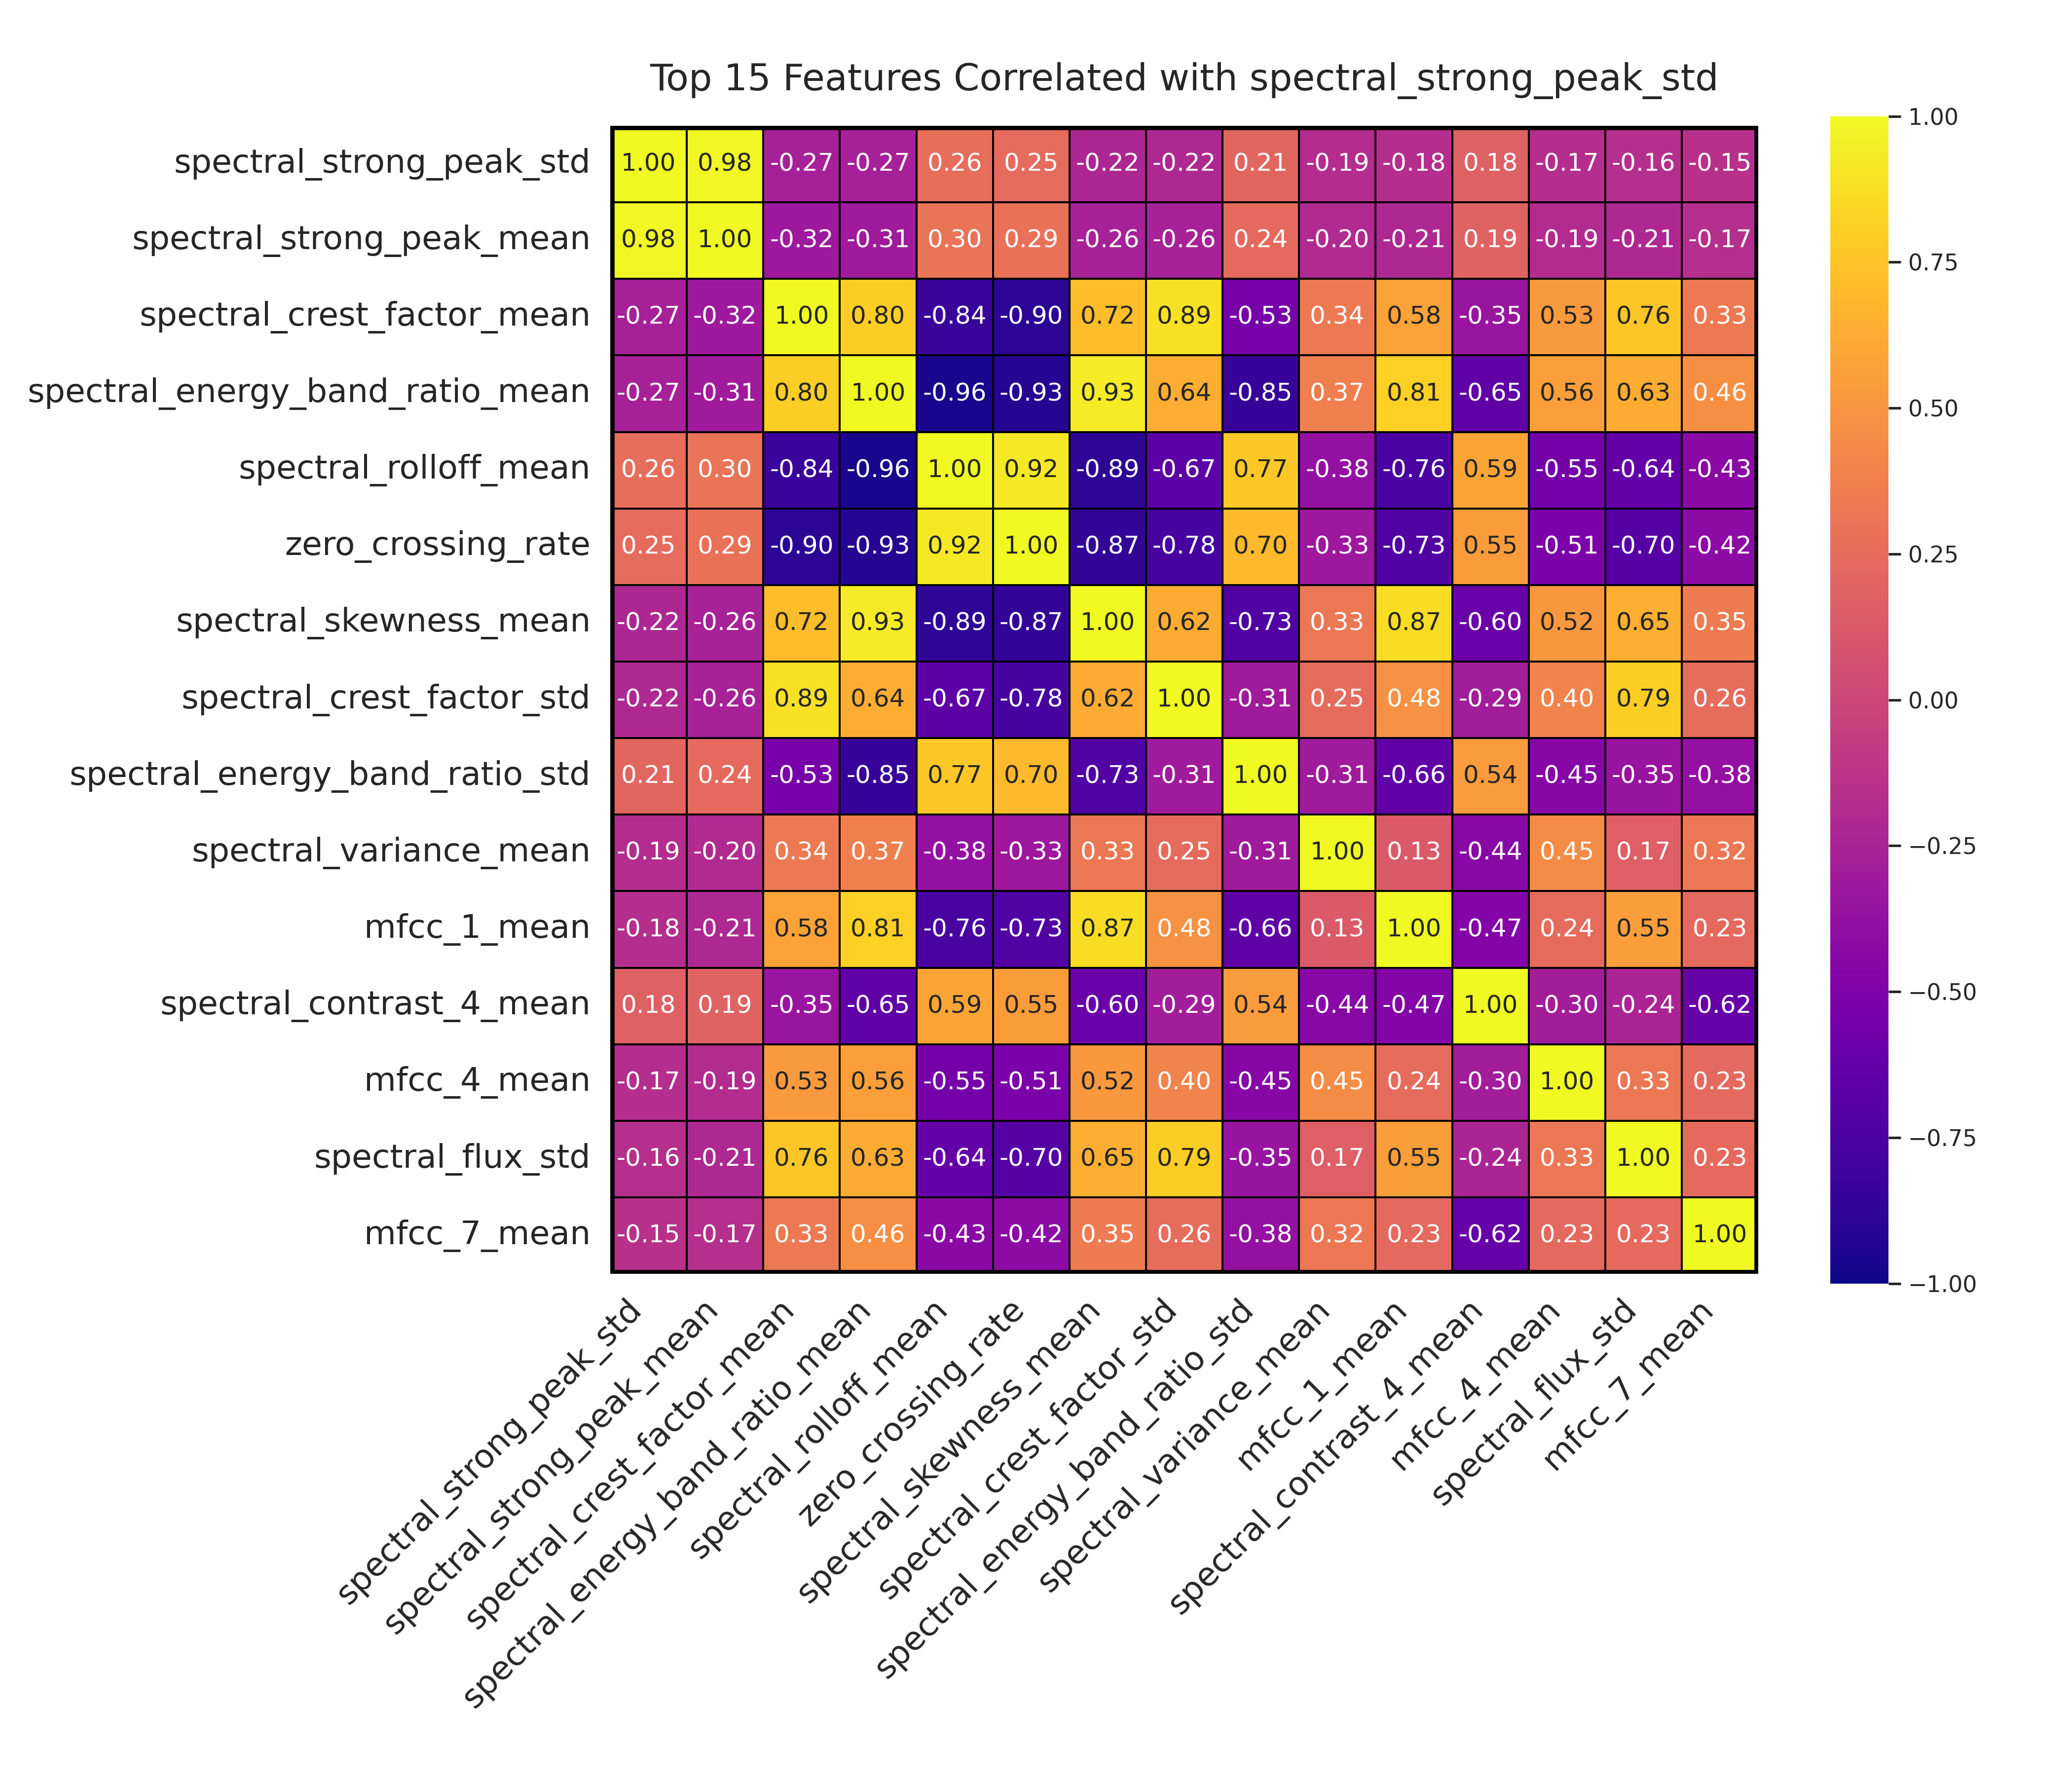 Top 15 Features Correlated with spectral_strong_peak_std
spectral_strong_peak_std 1.00 0.98 -0.27 -0.27 0.26 0.25 -0.22 -0.22 0.21 -0.19 -0.18 0.18 -0.17 -0.16 -0.15
spectral_strong_peak_mean 0.98 1.00 -0.32 -0.31 0.30 0.29 -0.26 -0.26 0.24 -0.20 -0.21 0.19 -0.19 -0.21 -0.17
spectral_crest_factor_mean -0.27 -0.32 1.00 0.80 -0.84 -0.90 0.72 0.89 -0.53 0.34 0.58 -0.35 0.53 0.76 0.33
spectral_energy_band_ratio_mean -0.27 -0.31 0.80 1.00 -0.96 -0.93 0.93 0.64 -0.85 0.37 0.81 -0.65 0.56 0.63 0.46
spectral_rolloff_mean 0.26 0.30 -0.84 -0.96 1.00 0.92 -0.89 -0.67 0.77 -0.38 -0.76 0.59 -0.55 -0.64 -0.43
zero_crossing_rate 0.25 0.29 -0.90 -0.93 0.92 1.00 -0.87 -0.78 0.70 -0.33 -0.73 0.55 -0.51 -0.70 -0.42
spectral_skewness_mean -0.22 -0.26 0.72 0.93 -0.89 -0.87 1.00 0.62 -0.73 0.33 0.87 -0.60 0.52 0.65 0.35
spectral_crest_factor_std -0.22 -0.26 0.89 0.64 -0.67 -0.78 0.62 1.00 -0.31 0.25 0.48 -0.29 0.40 0.79 0.26
spectral_energy_band_ratio_std 0.21 0.24 -0.53 -0.85 0.77 0.70 -0.73 -0.31 1.00 -0.31 -0.66 0.54 -0.45 -0.35 -0.38
spectral_variance_mean -0.19 -0.20 0.34 0.37 -0.38 -0.33 0.33 0.25 -0.31 1.00 0.13 -0.44 0.45 0.17 0.32
mfcc_1_mean -0.18 -0.21 0.58 0.81 -0.76 -0.73 0.87 0.48 -0.66 0.13 1.00 -0.47 0.24 0.55 0.23
spectral_contrast_4_mean 0.18 0.19 -0.35 -0.65 0.59 0.55 -0.60 -0.29 0.54 -0.44 -0.47 1.00 -0.30 -0.24 -0.62
mfcc_4_mean -0.17 -0.19 0.53 0.56 -0.55 -0.51 0.52 0.40 -0.45 0.45 0.24 -0.30 1.00 0.33 0.23
spectral_flux_std -0.16 -0.21 0.76 0.63 -0.64 -0.70 0.65 0.79 -0.35 0.17 0.55 -0.24 0.33 1.00 0.23
mfcc_7_mean -0.15 -0.17 0.33 0.46 -0.43 -0.42 0.35 0.26 -0.38 0.32 0.23 -0.62 0.23 0.23 1.00
spectral_strong_peak_std
spectral_strong_peak_mean
spectral_crest_factor_mean
spectral_energy_band_ratio_mean
spectral_rolloff_mean
zero_crossing_rate
spectral_skewness_mean
spectral_crest_factor_std
spectral_energy_band_ratio_std
spectral_variance_mean
mfcc_1_mean
spectral_contrast_4_mean
mfcc_4_mean
spectral_flux_std
mfcc_7_mean
1.00
0.75
0.50
0.25
0.00
−0.25
−0.50
−0.75
−1.00